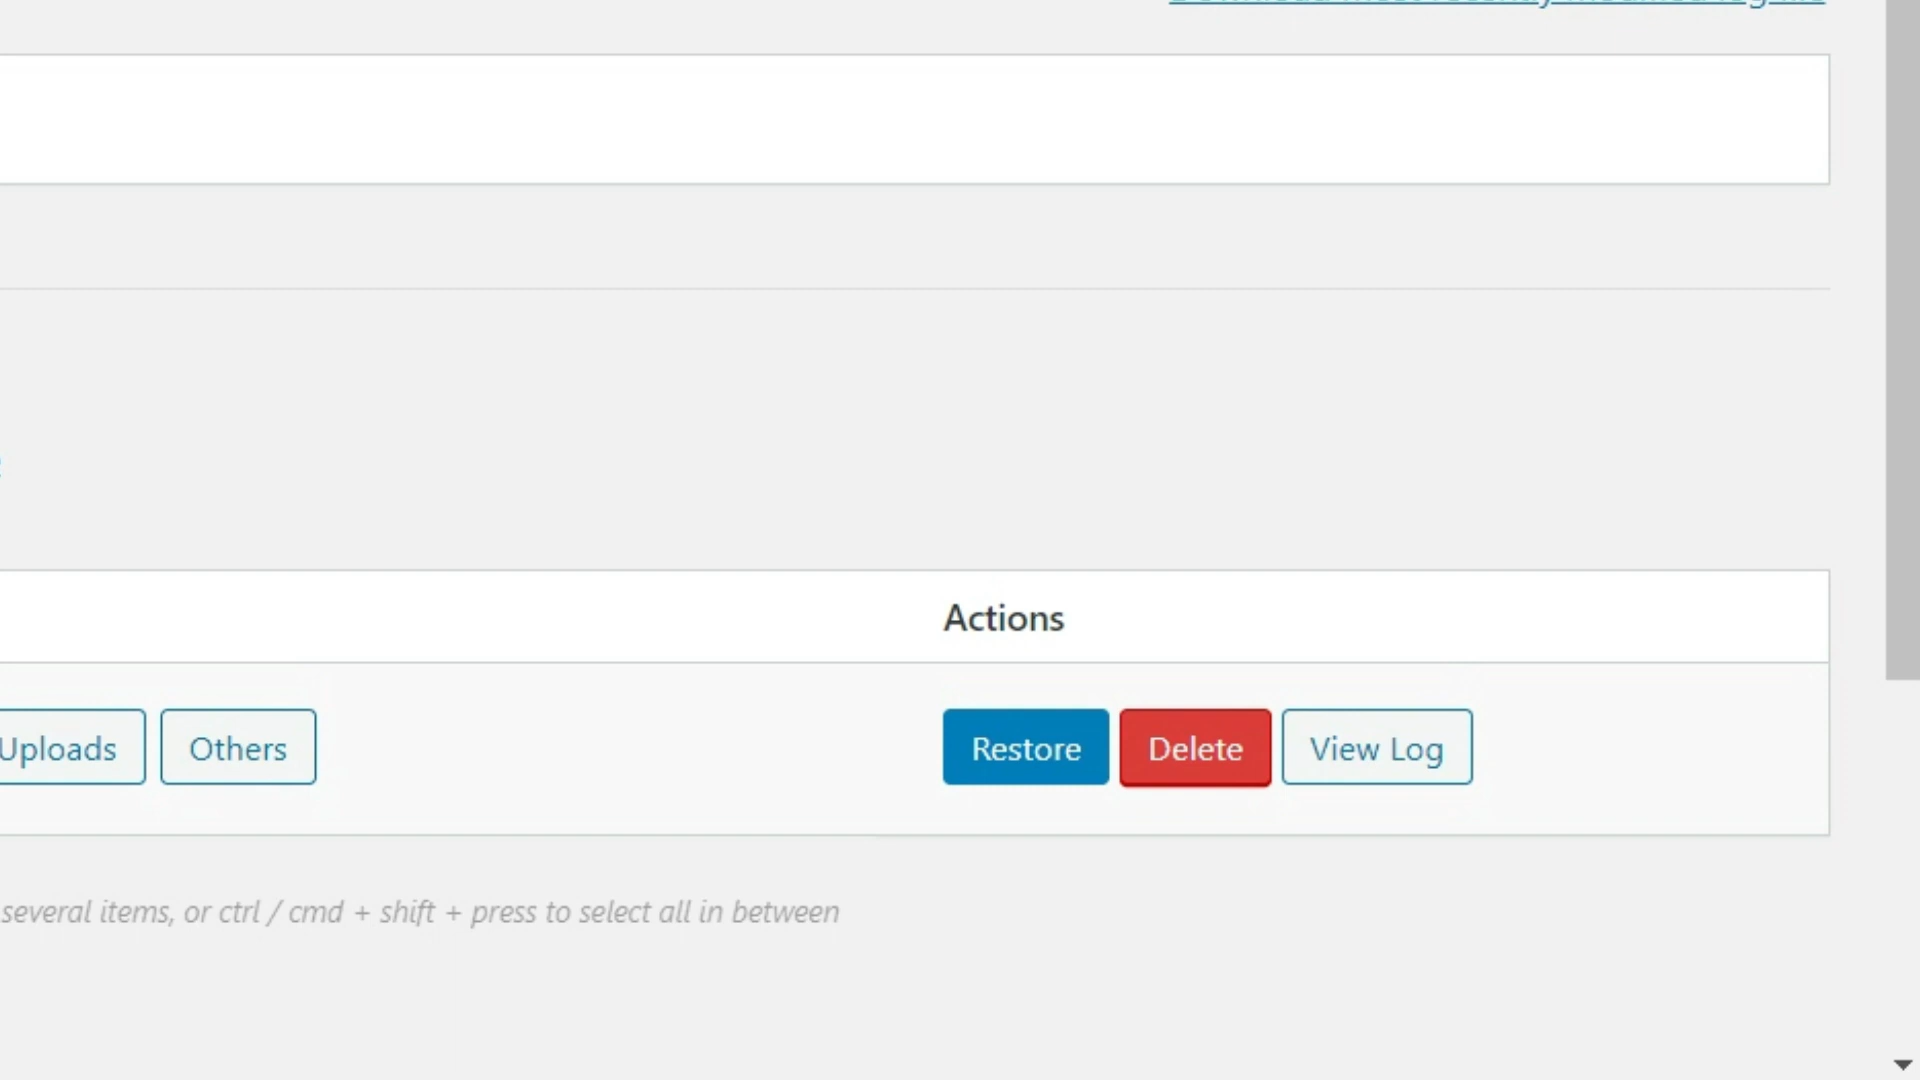 Actions
Uploads Others Restore Delete View Log
several items, or ctrl / cmd + shift + press to select all in between